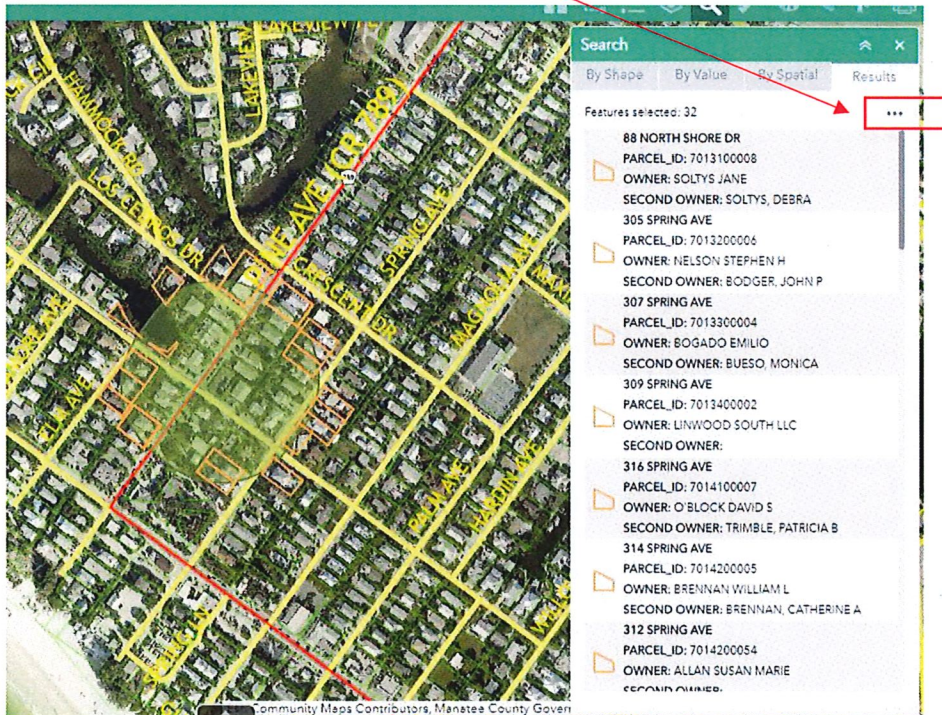 Search
By Shape By Value By Spatial Results
Features selected: 32 •••
88 NORTH SHORE DR
PARCEL_ID: 7013100008
OWNER: SOLTYS JANE
SECOND OWNER: SOLTYS, DEBRA
305 SPRING AVE
PARCEL_ID: 7013200006
OWNER: NELSON STEPHEN H
SECOND OWNER: BODGER, JOHN P
307 SPRING AVE
PARCEL_ID: 7013300004
OWNER: BOGADO EMILIO
SECOND OWNER: BUESO, MONICA
309 SPRING AVE
PARCEL_ID: 7013400002
OWNER: LINWOOD SOUTH LLC
SECOND OWNER:
316 SPRING AVE
PARCEL_ID: 7014100007
OWNER: O'BLOCK DAVID S
SECOND OWNER: TRIMBLE, PATRICIA B
314 SPRING AVE
PARCEL_ID: 7014200005
OWNER: BRENNAN WILLIAM L
SECOND OWNER: BRENNAN, CATHERINE A
312 SPRING AVE
PARCEL_ID: 7014200054
OWNER: ALLAN SUSAN MARIE
SECOND OWNER:
HAMMOCK RD
LAKEVIEW
AVE (CR 789)
789
SPRING AVE
CRESCENT DR
MAGNOLIA AVE
PALM AVE
HARDIN AVE
Community Maps Contributors, Manatee County Govern